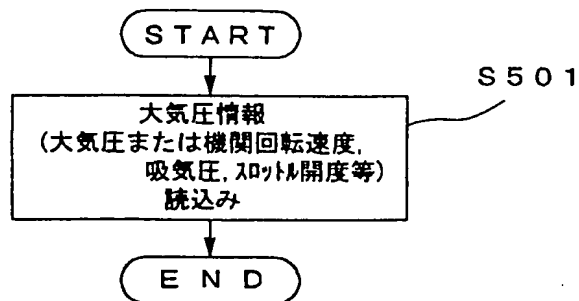 START
S501
大気圧情報
(大気圧または機関回転速度,
吸気圧,スロットル開度等)
読込み
END